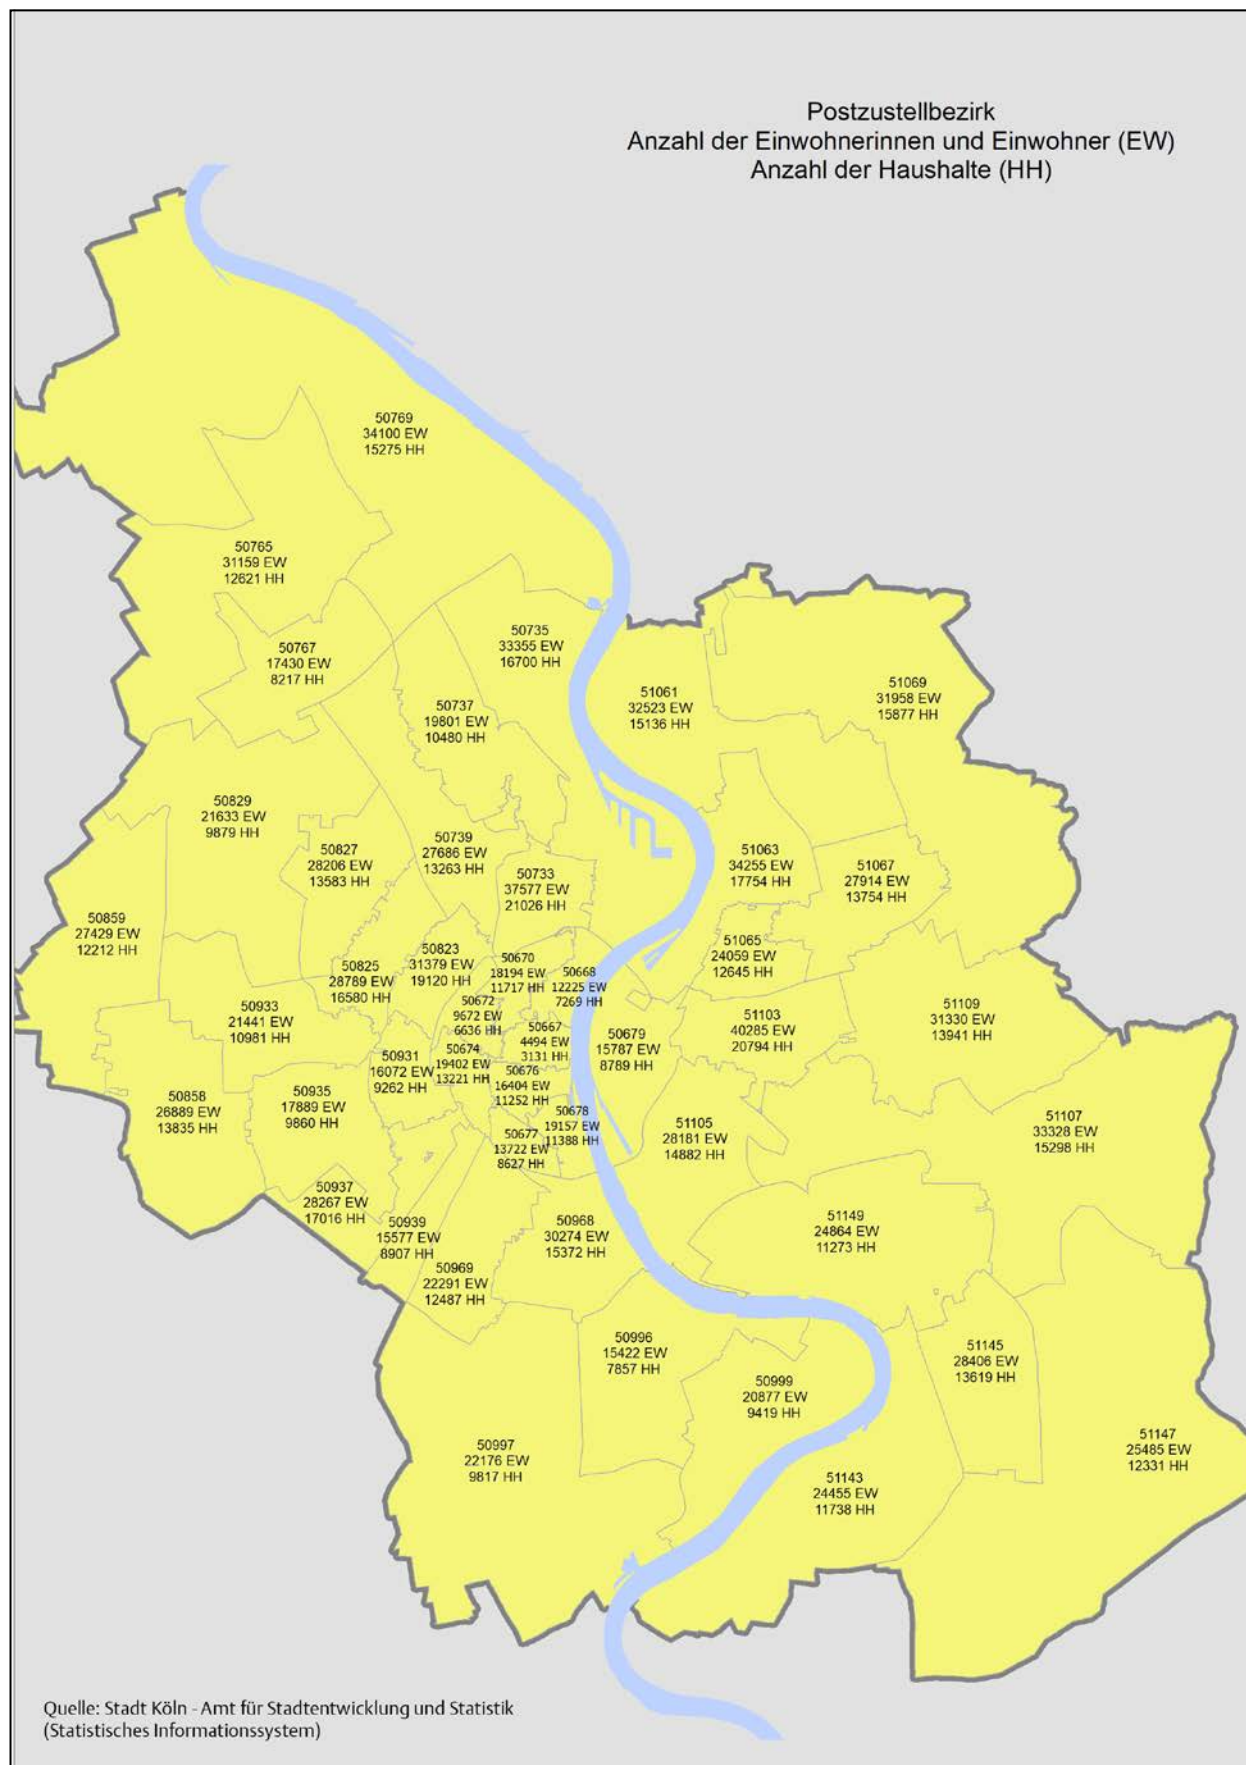 Postzustellbezirk
Anzahl der Einwohnerinnen und Einwohner (EW)
Anzahl der Haushalte (HH)
50769
34100 EW
15275 HH
50765
31159 EW
12621 HH
50735
33355 EW
16700 HH
50767
17430 EW
8217 HH
51061
32523 EW
15136 HH
51069
31958 EW
15877 HH
50737
19801 EW
10480 HH
50829
21633 EW
9879 HH
50827
28206 EW
13583 HH
50739
27686 EW
13263 HH
50733
37577 EW
21026 HH
51063
34255 EW
17754 HH
51067
27914 EW
13754 HH
50859
27429 EW
12212 HH
51065
24059 EW
12645 HH
50823
31379 EW
19120 HH
50825
28789 EW
16580 HH
50670
18194 EW
11717 HH
50668
12225 EW
7269 HH
50672
9672 EW
6636 HH
50933
21441 EW
10981 HH
51109
31330 EW
13941 HH
51103
40285 EW
20794 HH
50667
4494 EW
3131 HH
50679
15787 EW
8789 HH
50931
16072 EW
9262 HH
50674
19402 EW
13221 HH
50676
16404 EW
11252 HH
50858
26889 EW
13835 HH
50935
17889 EW
9860 HH
50678
19157 EW
11388 HH
50677
13722 EW
8627 HH
51105
28181 EW
14882 HH
51107
33328 EW
15298 HH
50937
28267 EW
17016 HH
50939
15577 EW
8907 HH
50968
30274 EW
15372 HH
51149
24864 EW
11273 HH
50969
22291 EW
12487 HH
50996
15422 EW
7857 HH
51145
28406 EW
13619 HH
50999
20877 EW
9419 HH
50997
22176 EW
9817 HH
51147
25485 EW
12331 HH
51143
24455 EW
11738 HH
Quelle: Stadt Köln - Amt für Stadtentwicklung und Statistik
(Statistisches Informationssystem)